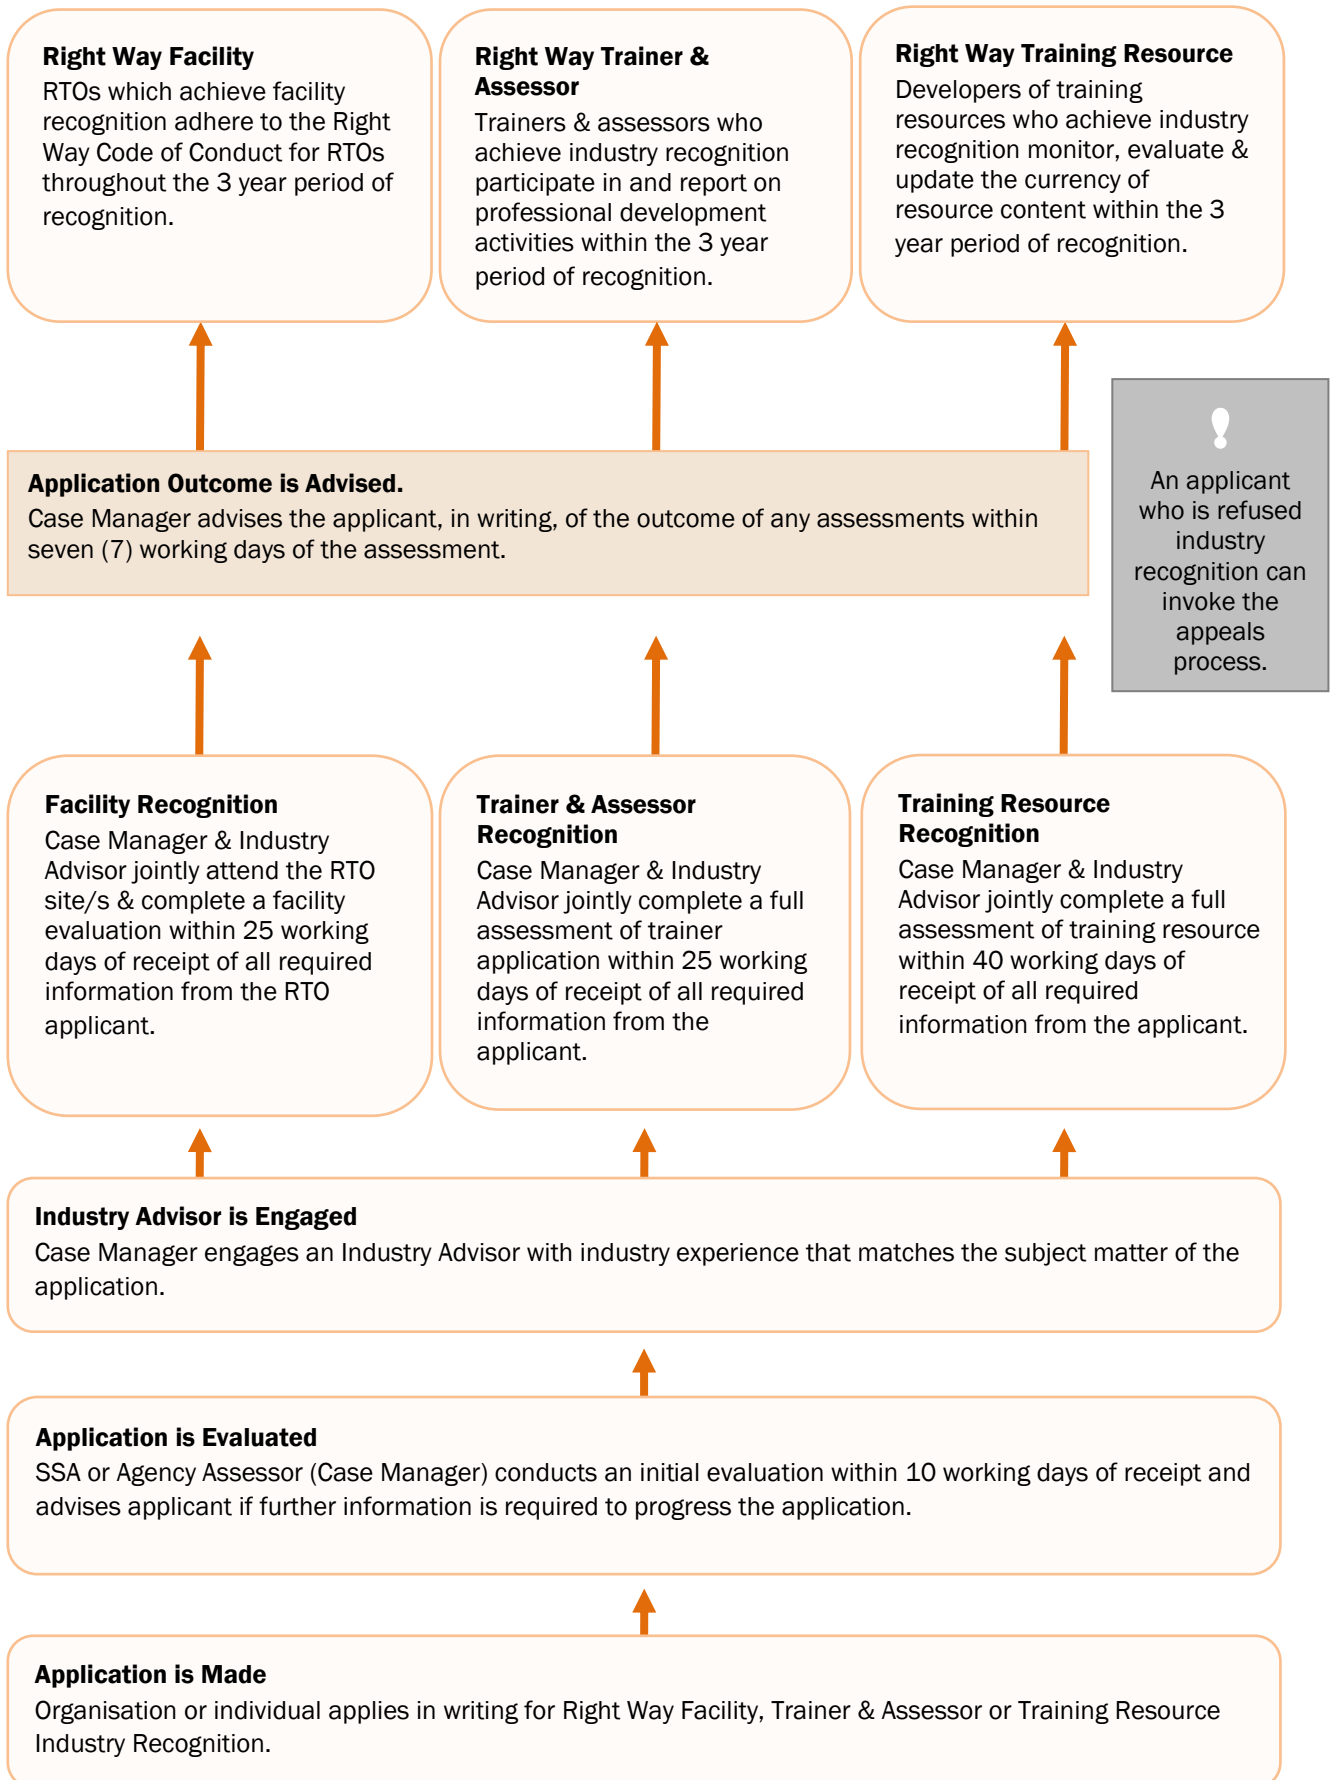 Right Way Facility
RTOs which achieve facility
recognition adhere to the Right
Way Code of Conduct for RTOs
throughout the 3 year period of
recognition.
Right Way Trainer &
Assessor
Trainers & assessors who
achieve industry recognition
participate in and report on
professional development
activities within the 3 year
period of recognition.
Right Way Training Resource
Developers of training
resources who achieve industry
recognition monitor, evaluate &
update the currency of
resource content within the 3
year period of recognition.
!
An applicant
who is refused
industry
recognition can
invoke the
appeals
process.
Application Outcome is Advised.
Case Manager advises the applicant, in writing, of the outcome of any assessments within
seven (7) working days of the assessment.
Facility Recognition
Case Manager & Industry
Advisor jointly attend the RTO
site/s & complete a facility
evaluation within 25 working
days of receipt of all required
information from the RTO
applicant.
Trainer & Assessor
Recognition
Case Manager & Industry
Advisor jointly complete a full
assessment of trainer
application within 25 working
days of receipt of all required
information from the
applicant.
Training Resource
Recognition
Case Manager & Industry
Advisor jointly complete a full
assessment of training resource
within 40 working days of
receipt of all required
information from the applicant.
Industry Advisor is Engaged
Case Manager engages an Industry Advisor with industry experience that matches the subject matter of the
application.
Application is Evaluated
SSA or Agency Assessor (Case Manager) conducts an initial evaluation within 10 working days of receipt and
advises applicant if further information is required to progress the application.
Application is Made
Organisation or individual applies in writing for Right Way Facility, Trainer & Assessor or Training Resource
Industry Recognition.